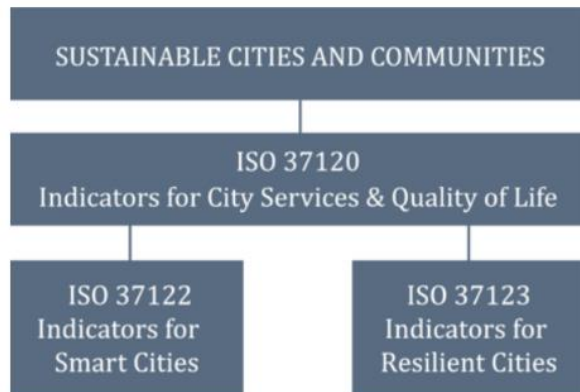 SUSTAINABLE CITIES AND COMMUNITIES
ISO 37120
Indicators for City Services & Quality of Life
ISO 37122
Indicators for
Smart Cities
ISO 37123
Indicators for
Resilient Cities